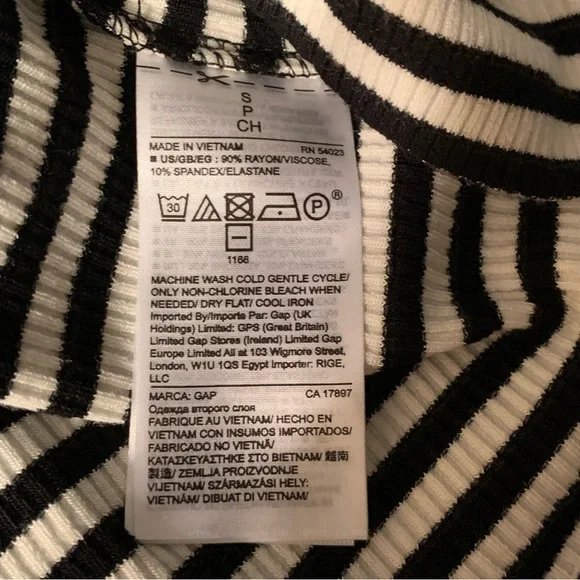 S
P
CH
MADE IN VIETNAM RN 54023
■ US/GB/EG : 90% RAYON/VISCOSE,
10% SPANDEX/ELASTANE
30 P ®
1166
MACHINE WASH COLD GENTLE CYCLE/
ONLY NON-CHLORINE BLEACH WHEN
NEEDED/ DRY FLAT/ COOL IRON
Imported By/Importe Par: Gap (UK
Holdings) Limited: GPS (Great Britain)
Limited Gap Stores (Ireland) Limited Gap
Europe Limited All at 103 Wigmore Street,
London, W1U 1QS Egypt Importer: RIGE,
LLC
MARCA: GAP CA 17897
Одежда второго слоя
FABRIQUE AU VIETNAM/ HECHO EN
VIETNAM CON INSUMOS IMPORTADOS/
FABRICADO NO VIETNÃ/
ΚΑΤΑΣΚΕΥΑΣΤΗΚΕ ΣΤΟ ΒΙΕΤΝΑΜ/ 越南
製造/ ZEMLJA PROIZVODNJE
VIJETNAM/ SZÁRMAZÁSI HELY:
VIETNÁM/ DIBUAT DI VIETNAM/